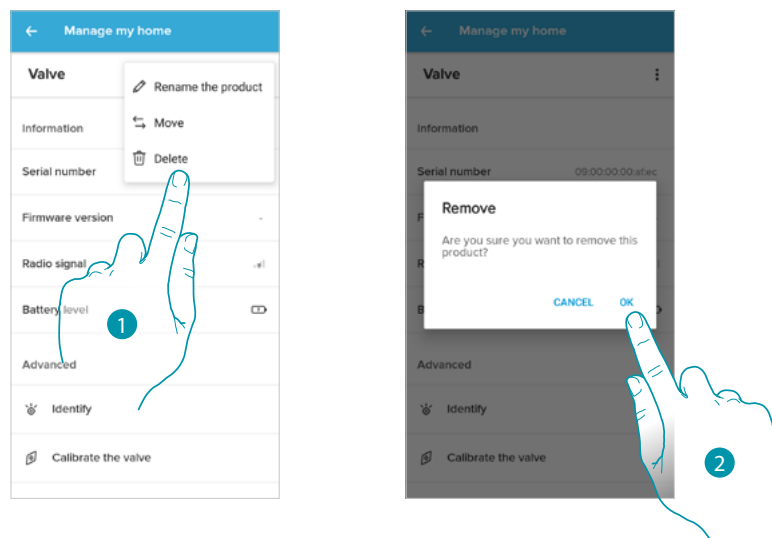 Manage my home
Valve
Rename the product
Move
Delete
Information
Serial number
Firmware version
-
Radio signal
Battery level
Advanced
Identify
Calibrate the valve
1
Manage my home
Valve
Information
Serial number 09:00:00:00:af:ec
F
Remove
Are you sure you want to remove this
product?
R
CANCEL OK
B
Advanced
Identify
Calibrate the valve
2